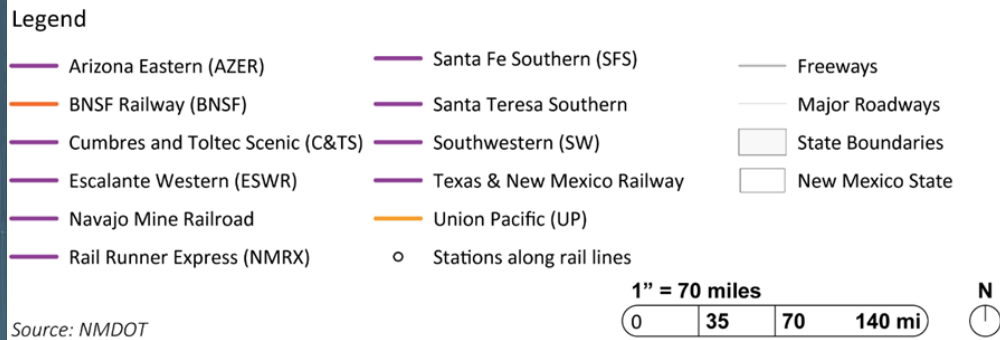 Legend
Arizona Eastern (AZER)
BNSF Railway (BNSF)
Cumbres and Toltec Scenic (C&TS)
Escalante Western (ESWR)
Navajo Mine Railroad
Rail Runner Express (NMRX)
Santa Fe Southern (SFS)
Santa Teresa Southern
Southwestern (SW)
Texas & New Mexico Railway
Union Pacific (UP)
Stations along rail lines
Freeways
Major Roadways
State Boundaries
New Mexico State
1” = 70 miles
0 35 70 140 mi
N
Source: NMDOT